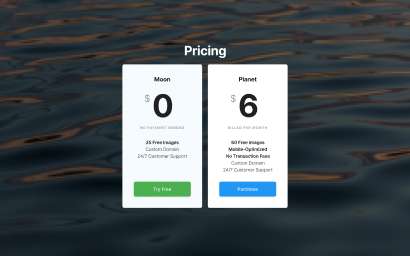 Pricing
Moon
$0
NO PAYMENT NEEDED
25 Free Images
Custom Domain
24/7 Customer Support
Try Free
Planet
$6
BILLED PER MONTH
50 Free Images
Mobile-Optimized
No Transaction Fees
Custom Domain
24/7 Customer Support
Purchase